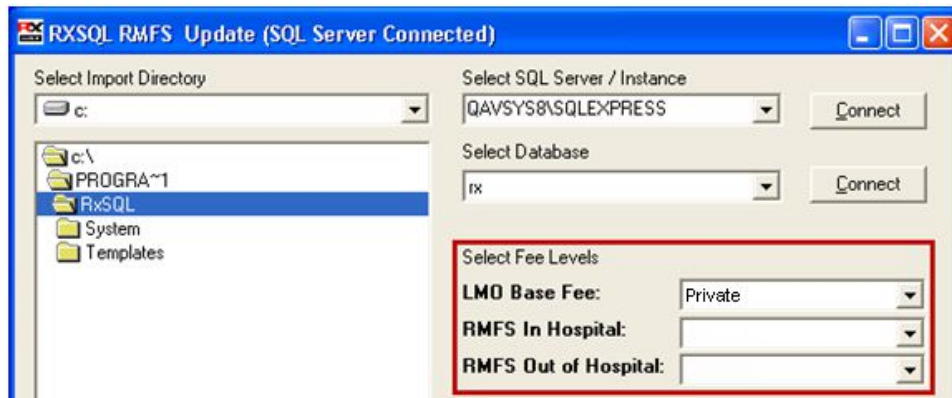 RXSQL RMFS Update (SQL Server Connected)
Select Import Directory
c:
c:\
PROGRA~1
RxSQL
System
Templates
Select SQL Server / Instance
QAVSYS8\SQLEXPRESS
Connect
Select Database
rx
Connect
Select Fee Levels
LMO Base Fee: Private
RMFS In Hospital:
RMFS Out of Hospital: